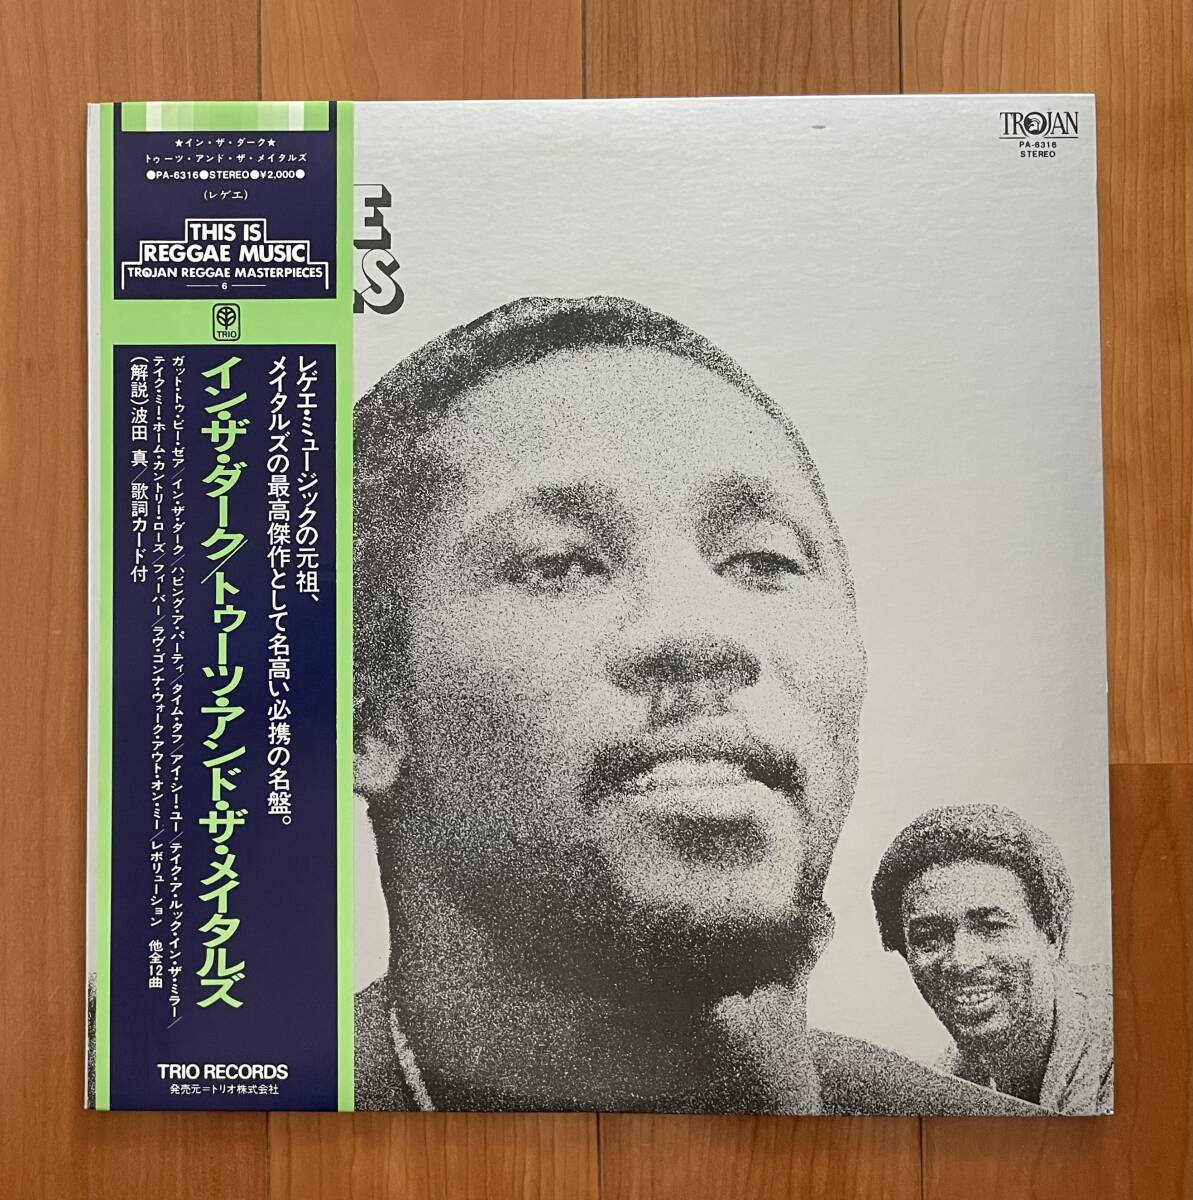 ★イン・ザ・ダーク★
トゥーツ・アンド・ザ・メイタルズ
●PA-6316●STEREO●¥2,000●
(レゲエ)
THIS IS
REGGAE MUSIC
TROJAN REGGAE MASTERPIECES
6
TRIO
レゲエ・ミュージックの元祖、
メイタルズの最高傑作として名高い必携の名盤。
イン・ザ・ダーク/トゥーツ・アンド・ザ・メイタルズ
ガット・トゥ・ビー・ゼア/イン・ザ・ダーク/ハビング・ア・パーティ/タイム・タフ/アイ・シー・ユー/テイク・ア・ルック・イン・ザ・ミラー/
テイク・ミー・ホーム・カントリー・ローズ/フィーバー/ラヴ・ゴンナ・ウォーク・アウト・オン・ミー/レボリューション 他全12曲
(解説)波田 真/歌詞カード付
TRIO RECORDS
発売元=トリオ株式会社
TROJAN
PA-6316
STEREO